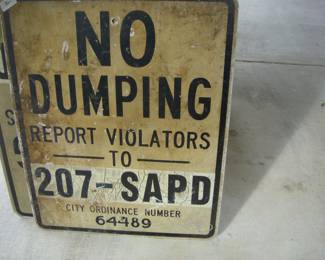 NO
DUMPING
REPORT VIOLATORS
TO
207-SAPD
CITY ORDINANCE NUMBER
64489